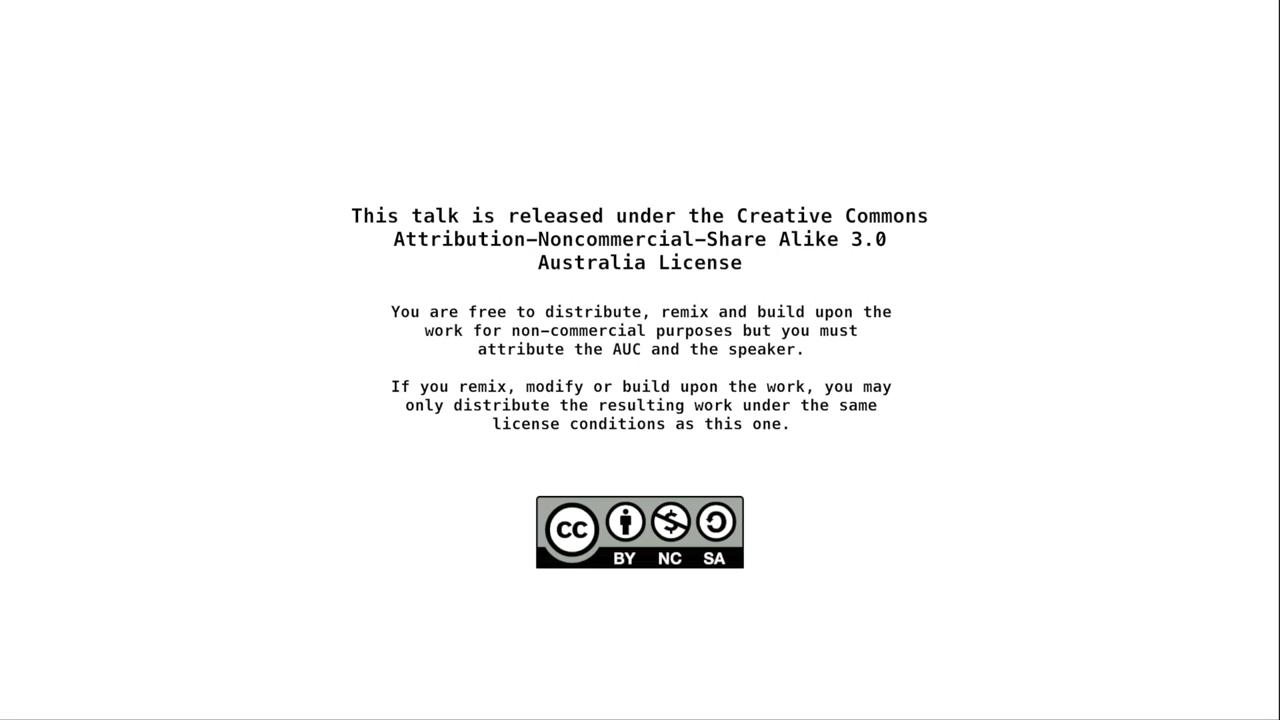 This talk is released under the Creative Commons
Attribution-Noncommercial-Share Alike 3.0
Australia License
You are free to distribute, remix and build upon the
work for non-commercial purposes but you must
attribute the AUC and the speaker.
If you remix, modify or build upon the work, you may
only distribute the resulting work under the same
license conditions as this one.
CC
BY NC SA